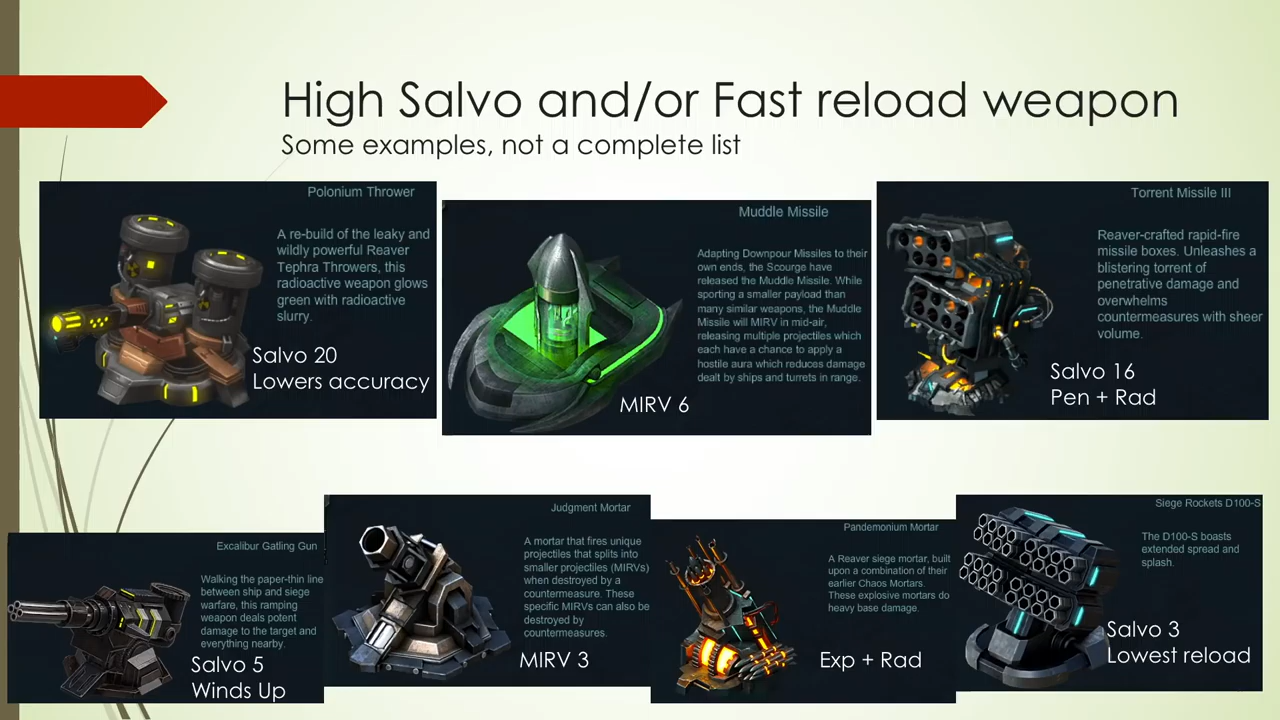 High Salvo and/or Fast reload weapon
Some examples, not a complete list
Polonium Thrower
A re-build of the leaky and
wildly powerful Reaver
Tephra Throwers, this
radioactive weapon glows
green with radioactive
slurry.
Salvo 20
Lowers accuracy
Muddle Missile
Adapting Downpour Missiles to their
own ends, the Scourge have
released the Muddle Missile. While
sporting a smaller payload than
many similar weapons, the Muddle
Missile will MIRV in mid-air,
releasing multiple projectiles which
each have a chance to apply a
hostile aura which reduces damage
dealt by ships and turrets in range.
MIRV 6
Torrent Missile III
Reaver-crafted rapid-fire
missile boxes. Unleashes a
blistering torrent of
penetrative damage and
overwhelms
countermeasures with sheer
volume.
Salvo 16
Pen + Rad
Excalibur Gatling Gun
Walking the paper-thin line
between ship and siege
warfare, this ramping
weapon deals potent
damage to the target and
everything nearby.
Salvo 5
Winds Up
Judgment Mortar
A mortar that fires unique
projectiles that splits into
smaller projectiles (MIRVs)
when destroyed by a
countermeasure. These
specific MIRVs can also be
destroyed by
countermeasures.
MIRV 3
Pandemonium Mortar
A Reaver siege mortar, built
upon a combination of their
earlier Chaos Mortars.
These explosive mortars do
heavy base damage.
Exp + Rad
Siege Rockets D100-S
The D100-S boasts
extended spread and
splash.
Salvo 3
Lowest reload